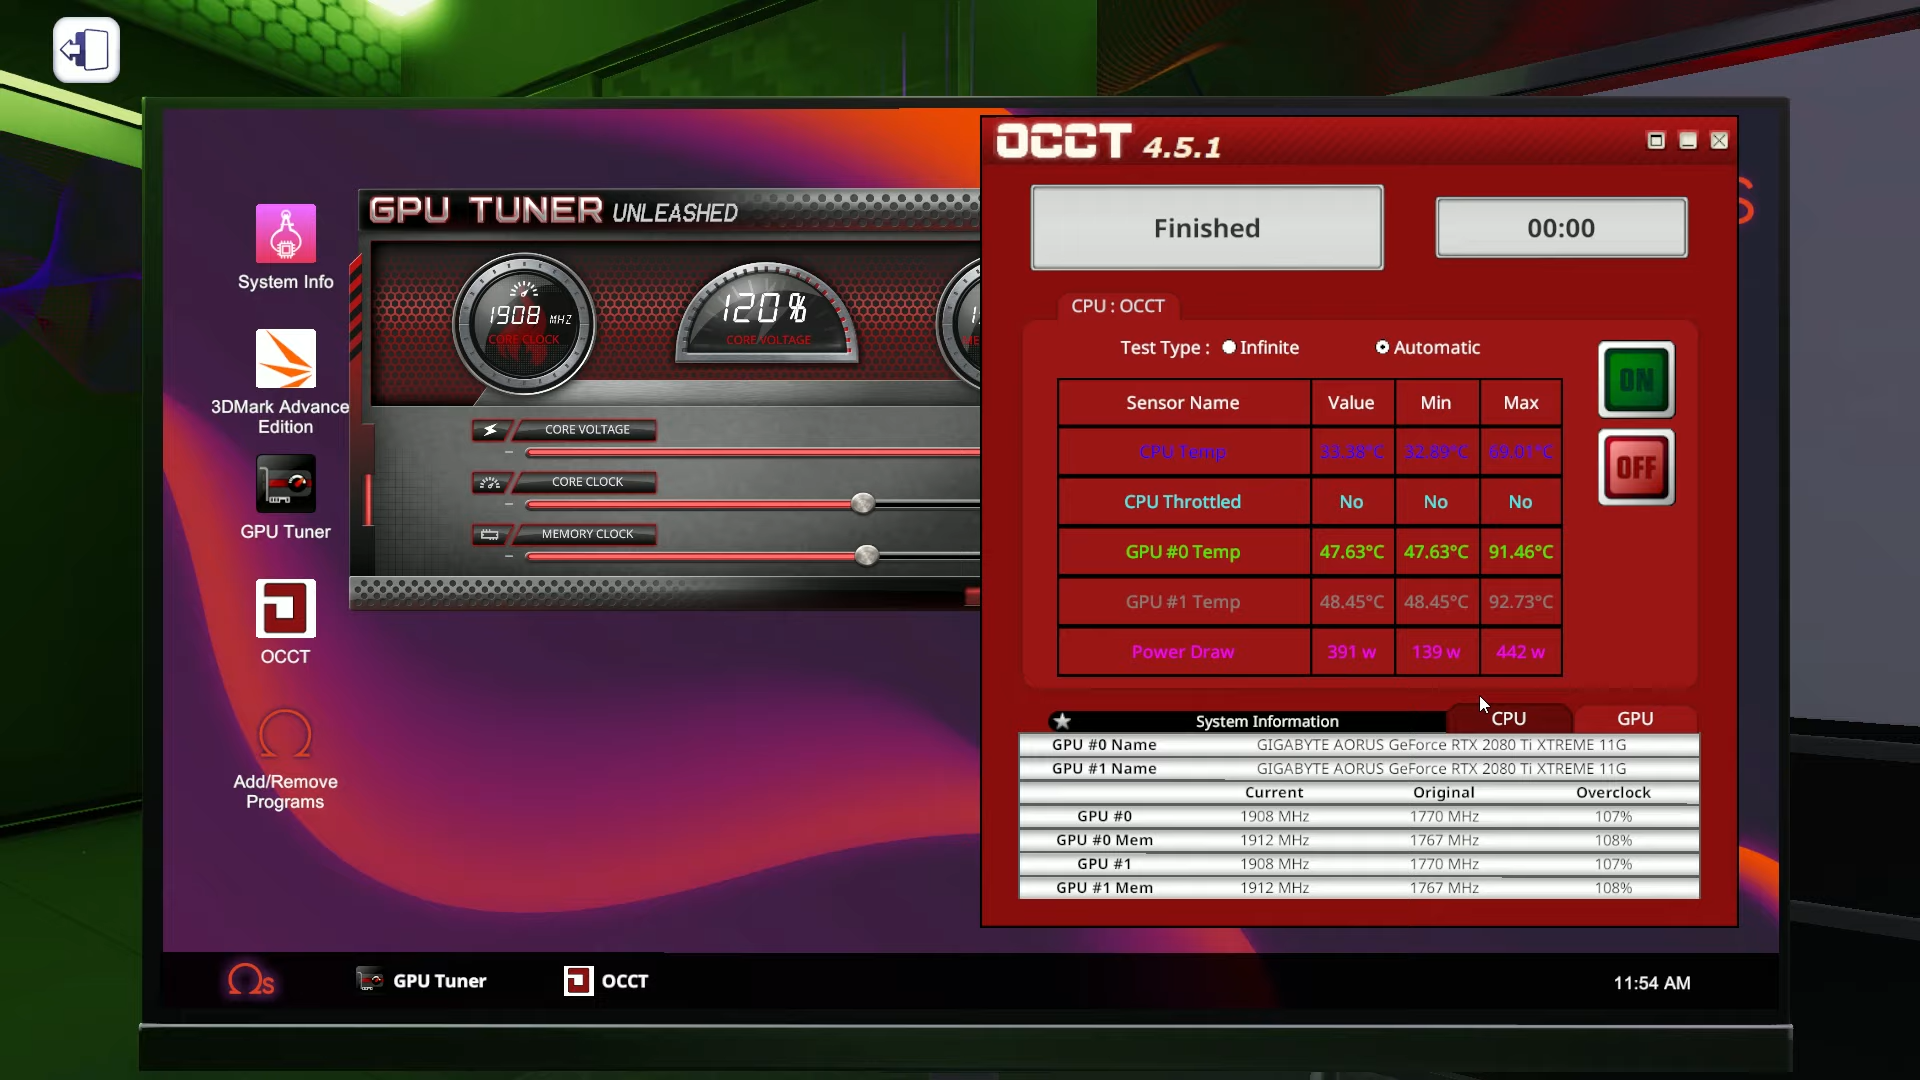 System Info
3DMark Advance
Edition
GPU Tuner
OCCT
Add/Remove
Programs
GPU TUNER UNLEASHED
1908 MHZ
CORE CLOCK
120%
CORE VOLTAGE
CORE VOLTAGE
CORE CLOCK
MEMORY CLOCK
OCCT 4.5.1
Finished
00:00
CPU : OCCT
Test Type : Infinite Automatic
ON
OFF
Sensor Name Value Min Max
CPU Temp 33.38°C 32.89°C 69.01°C
CPU Throttled No No No
GPU #0 Temp 47.63°C 47.63°C 91.46°C
GPU #1 Temp 48.45°C 48.45°C 92.73°C
Power Draw 391 w 139 w 442 w
System Information CPU GPU
GPU #0 Name GIGABYTE AORUS GeForce RTX 2080 Ti XTREME 11G
GPU #1 Name GIGABYTE AORUS GeForce RTX 2080 Ti XTREME 11G
Current Original Overclock
GPU #0 1908 MHz 1770 MHz 107%
GPU #0 Mem 1912 MHz 1767 MHz 108%
GPU #1 1908 MHz 1770 MHz 107%
GPU #1 Mem 1912 MHz 1767 MHz 108%
Ωs GPU Tuner OCCT 11:54 AM